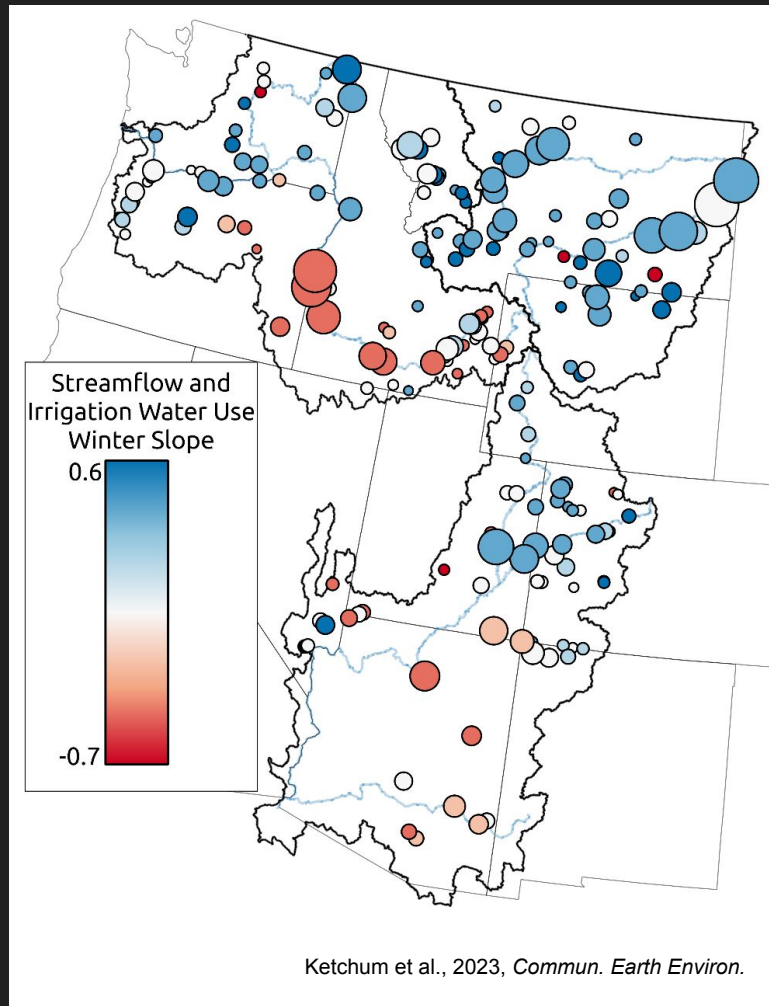 Streamflow and
Irrigation Water Use
Winter Slope
0.6
-0.7
Ketchum et al., 2023, Commun. Earth Environ.